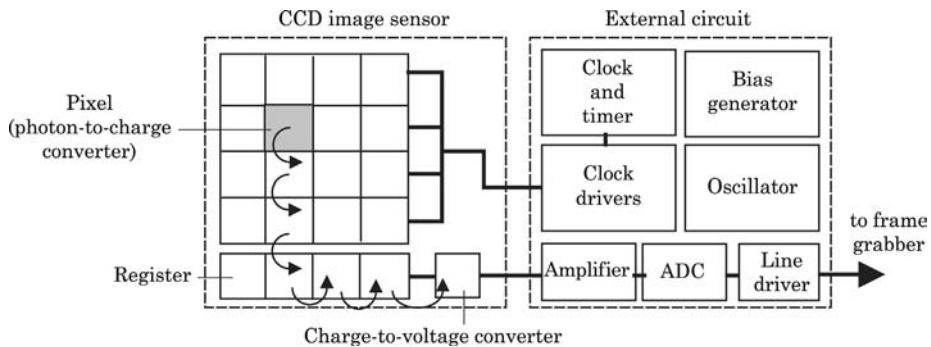 CCD image sensor
External circuit
Pixel
(photon-to-charge
converter)
Clock
and
timer
Bias
generator
Clock
drivers
Oscillator
to frame
grabber
Register
Amplifier
ADC
Line
driver
Charge-to-voltage converter